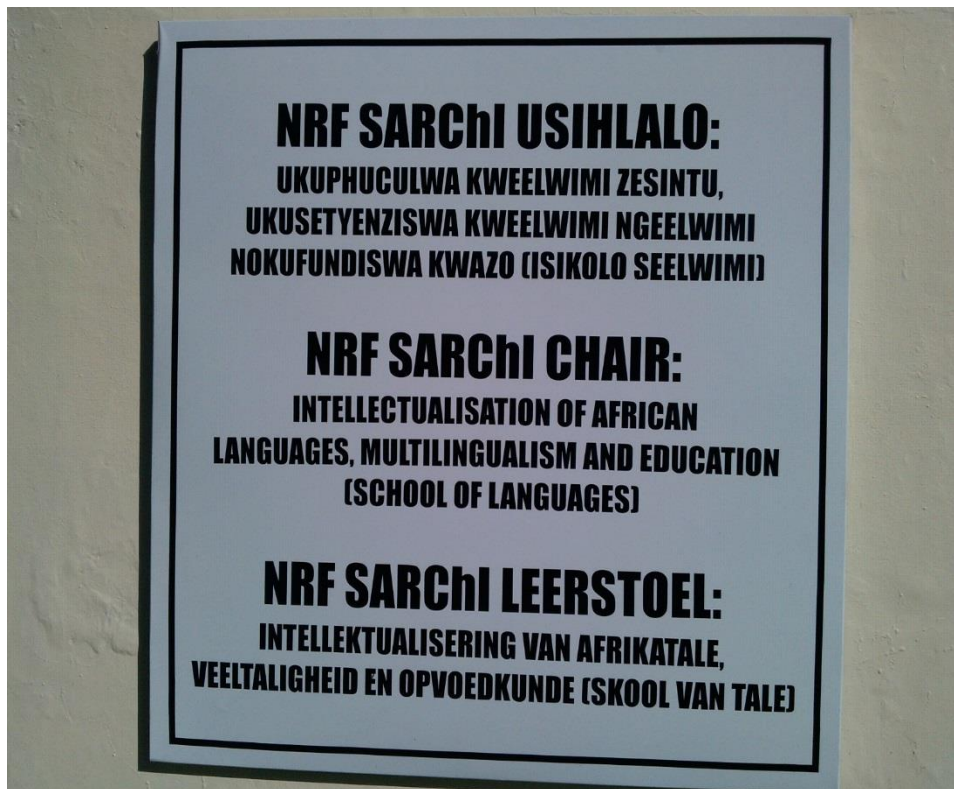 NRF SARChI USIHLALO:
UKUPHUCULWA KWEELWIMI ZESINTU,
UKUSETYENZISWA KWEELWIMI NGEELWIMI
NOKUFUNDISWA KWAZO (ISIKOLO SEELWIMI)
NRF SARChI CHAIR:
INTELLECTUALISATION OF AFRICAN
LANGUAGES, MULTILINGUALISM AND EDUCATION
(SCHOOL OF LANGUAGES)
NRF SARChI LEERSTOEL:
INTELLEKTUALISERING VAN AFRIKATALE,
VEELTALIGHEID EN OPVOEDKUNDE (SKOOL VAN TALE)